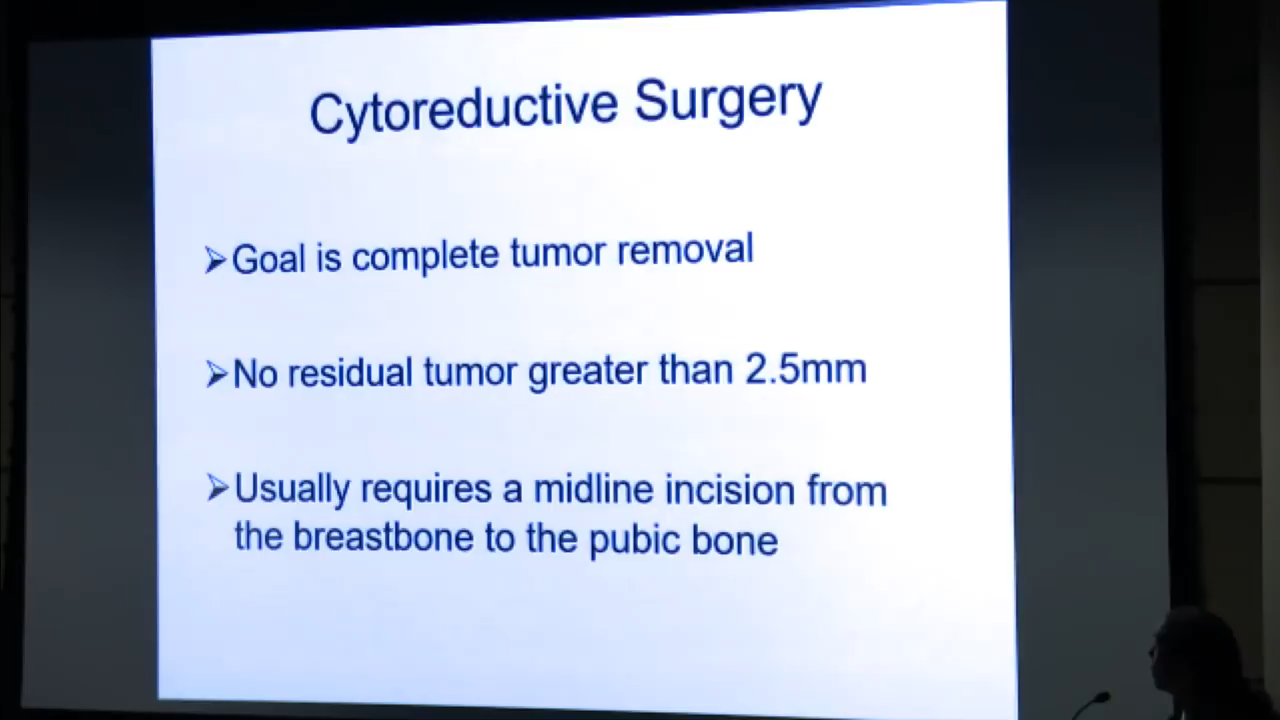 Cytoreductive Surgery
➢Goal is complete tumor removal
➢No residual tumor greater than 2.5mm
➢Usually requires a midline incision from
the breastbone to the pubic bone